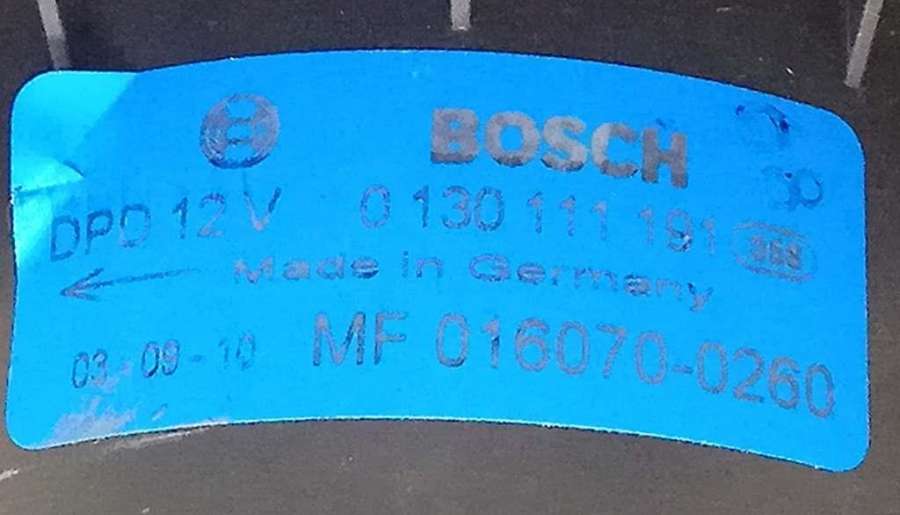 BOSCH
DPD 12 V 0 130 111 191
Made in Germany
03-09-10 MF 016070-0260